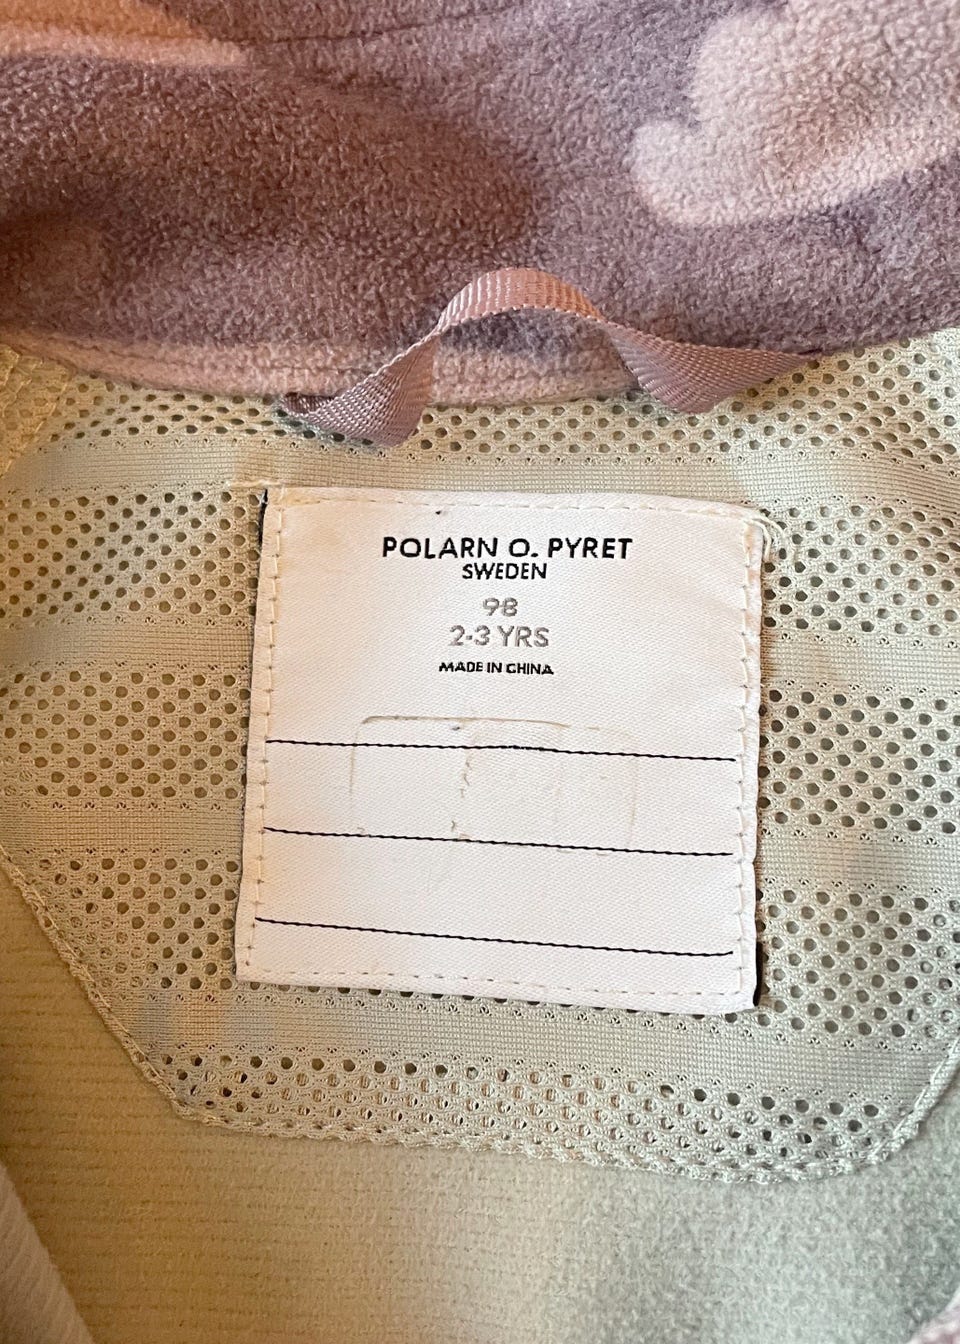 POLARN O. PYRET
SWEDEN
98
2-3 YRS
MADE IN CHINA